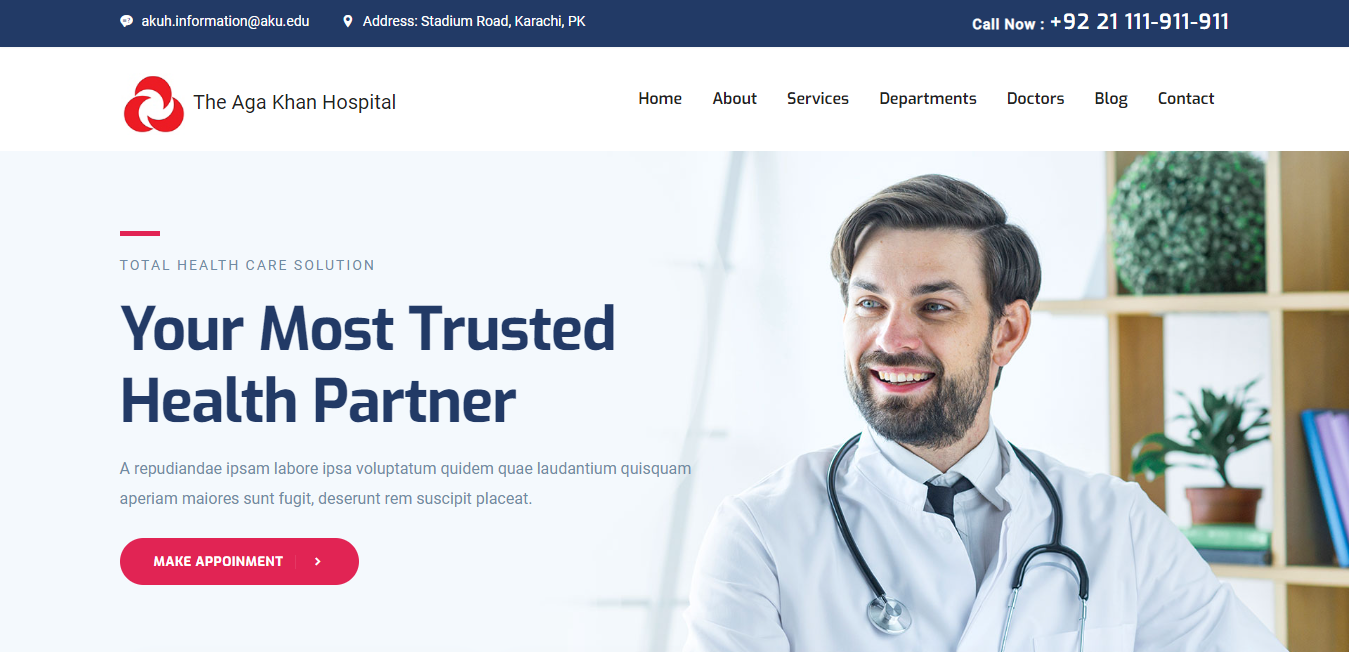 akuh.information@aku.edu
Address: Stadium Road, Karachi, PK
Call Now : +92 21 111-911-911
The Aga Khan Hospital
Home About Services Departments Doctors Blog Contact
TOTAL HEALTH CARE SOLUTION
Your Most Trusted
Health Partner
A repudiandae ipsam labore ipsa voluptatum quidem quae laudantium quisquam
aperiam maiores sunt fugit, deserunt rem suscipit placeat.
MAKE APPOINMENT